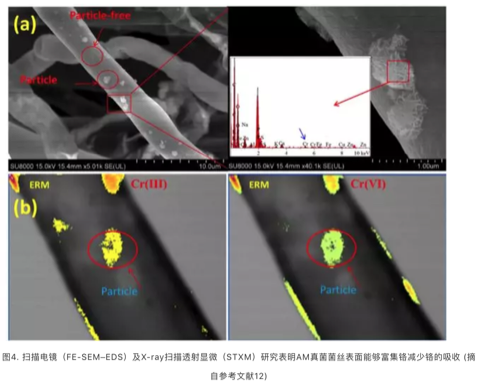 (a)
Particle-free
Particle
SU8000 15.0kV 15.4mm x5.01k SE(UL)
10.0um
SU8000 15.0kV 15.4mm x40.1k SE(UL)
1.00um
ERM
Cr(III)
(b)
Particle
ERM
Cr(VI)
Particle
图4. 扫描电镜（FE-SEM–EDS）及X-ray扫描透射显微（STXM）研究表明AM真菌菌丝表面能够富集铬减少铬的吸收 (摘
自参考文献12)